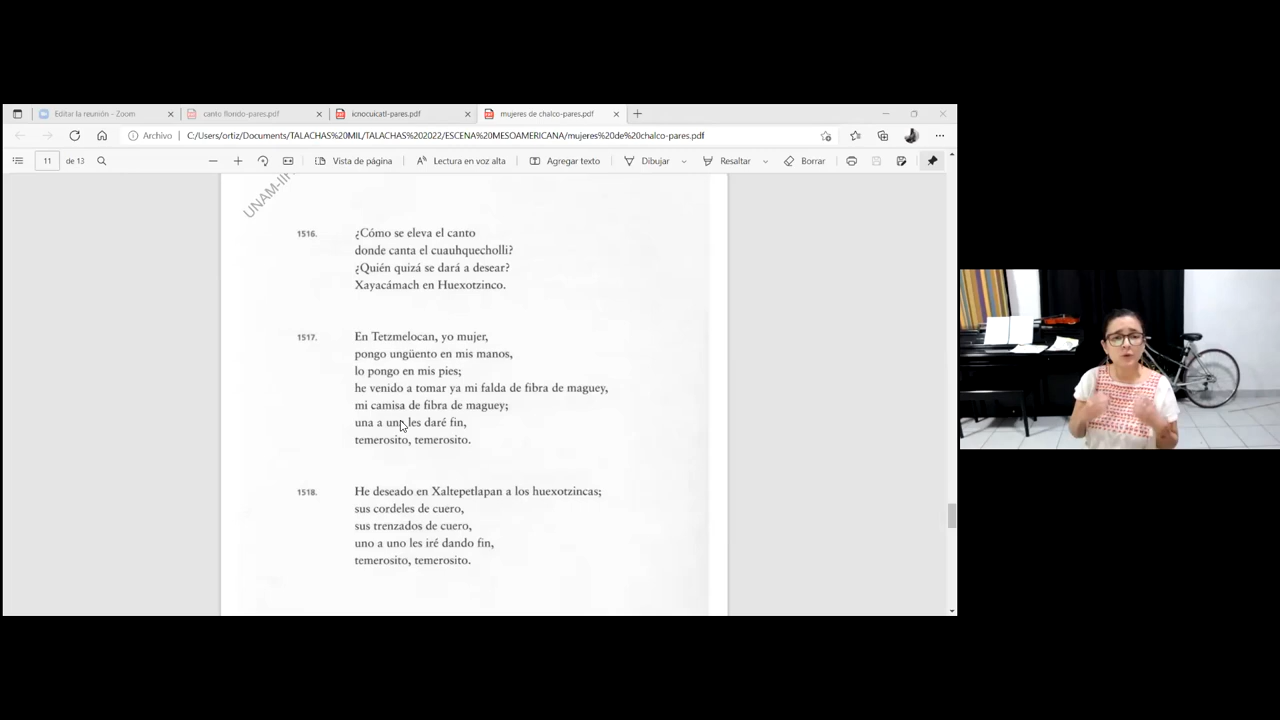 Editar la reunión - Zoom
canto florido-pares.pdf
icnocuicatl-pares.pdf
mujeres de chalco-pares.pdf
Archivo
C:/Users/ortiz/Documents/TALACHAS%20MIL/TALACHAS%202022/ESCENA%20MESOAMERICANA/mujeres%20de%20chalco-pares.pdf
11 de 13
Vista de página
Lectura en voz alta
Agregar texto
Dibujar
Resaltar
Borrar
1516. ¿Cómo se eleva el canto
donde canta el cuauhquecholli?
¿Quién quizá se dará a desear?
Xayacámach en Huexotzinco.
1517. En Tetzmelocan, yo mujer,
pongo ungüento en mis manos,
lo pongo en mis pies;
he venido a tomar ya mi falda de fibra de maguey,
mi camisa de fibra de maguey;
una a una les daré fin,
temerosito, temerosito.
1518. He deseado en Xaltepetlapan a los huexotzincas;
sus cordeles de cuero,
sus trenzados de cuero,
uno a uno les iré dando fin,
temerosito, temerosito.